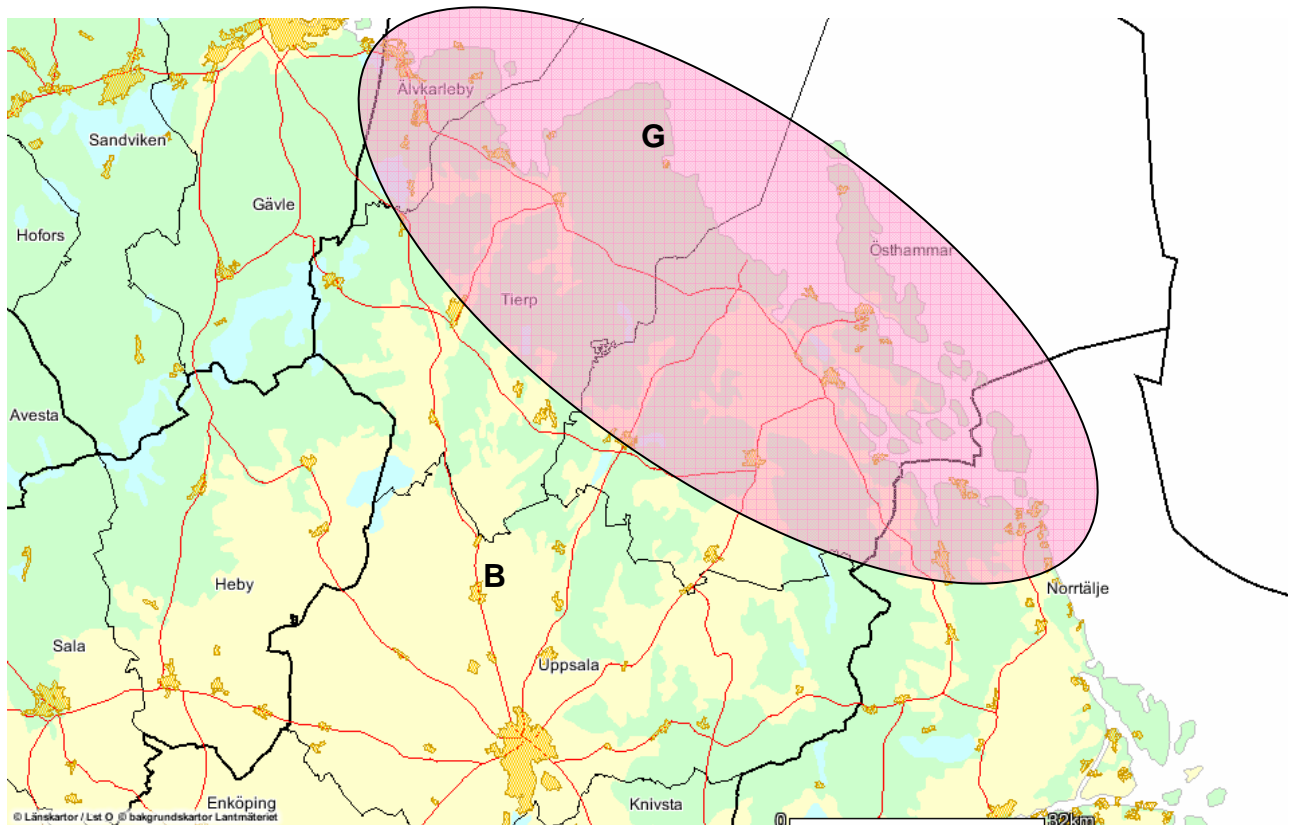 Älvkarleby
G
Sandviken
Gävle
Hofors
Östhammar
Tierp
Avesta
B
Heby
Norrtälje
Sala
Uppsala
Enköping
Knivsta
© Länskartor / Lst O © bakgrundskartor Lantmäteriet
0 32km